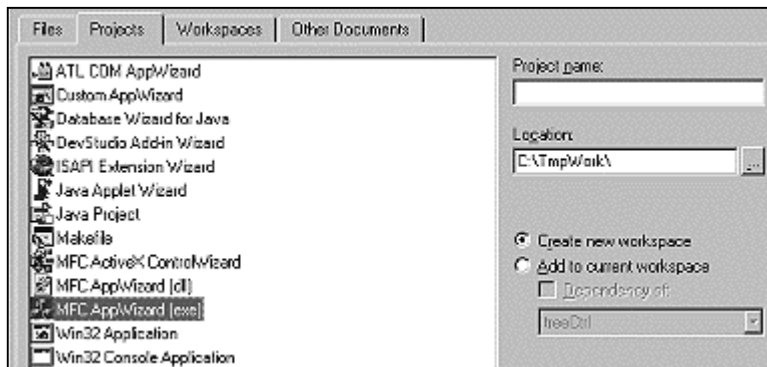 Files Projects Workspaces Other Documents
ATL COM AppWizard
Custom AppWizard
Database Wizard for Java
DevStudio Add-in Wizard
ISAPI Extension Wizard
Java Applet Wizard
Java Project
Makefile
MFC ActiveX ControlWizard
MFC AppWizard (dll)
MFC AppWizard (exe)
Win32 Application
Win32 Console Application
Project name:
Location:
C:\TmpWork\
...
Create new workspace
Add to current workspace
Dependency of:
TreeCtrl